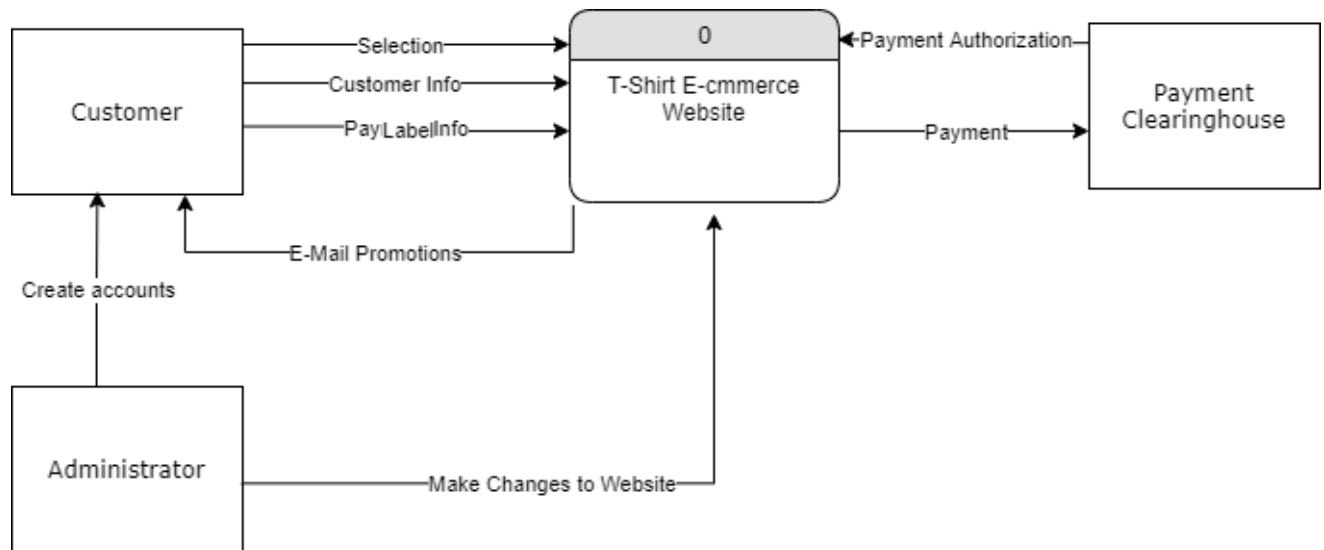 0
Selection
Payment Authorization
Customer Info
T-Shirt E-cmmerce
Website
Customer
Payment
Clearinghouse
PayLabelInfo
Payment
E-Mail Promotions
Create accounts
Administrator
Make Changes to Website